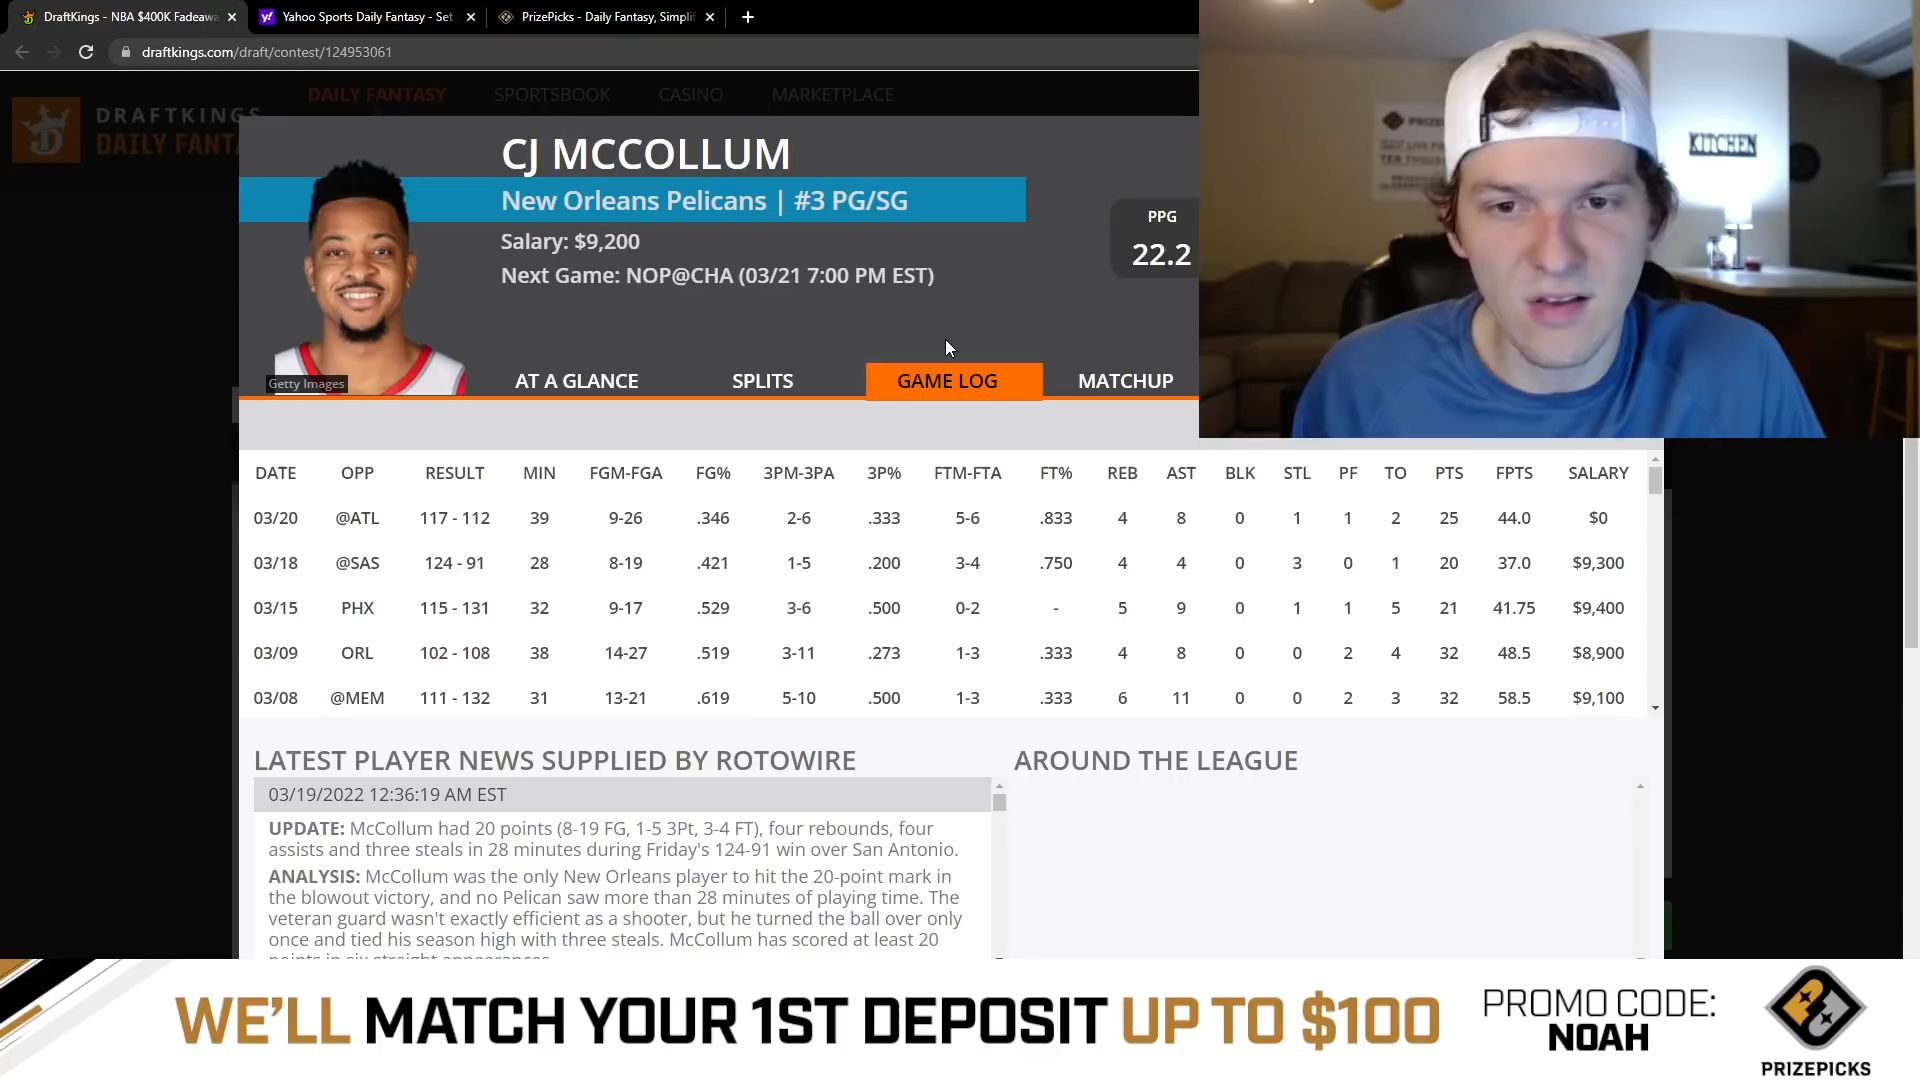 DraftKings - NBA $400K Fadeawa
Yahoo Sports Daily Fantasy - Set
PrizePicks - Daily Fantasy, Simplif
draftkings.com/draft/contest/124953061
DAILY FANTASY SPORTSBOOK CASINO MARKETPLACE
DRAFTKINGS
DAILY FANTA
CJ MCCOLLUM
New Orleans Pelicans | #3 PG/SG
Salary: $9,200
Next Game: NOP@CHA (03/21 7:00 PM EST)
PPG
22.2
Getty Images
AT A GLANCE SPLITS GAME LOG MATCHUP
KITCHEN
DATE OPP RESULT MIN FGM-FGA FG% 3PM-3PA 3P% FTM-FTA FT% REB AST BLK STL PF TO PTS FPTS SALARY
03/20 @ATL 117 - 112 39 9-26 .346 2-6 .333 5-6 .833 4 8 0 1 1 2 25 44.0 $0
03/18 @SAS 124 - 91 28 8-19 .421 1-5 .200 3-4 .750 4 4 0 3 0 1 20 37.0 $9,300
03/15 PHX 115 - 131 32 9-17 .529 3-6 .500 0-2 - 5 9 0 1 1 5 21 41.75 $9,400
03/09 ORL 102 - 108 38 14-27 .519 3-11 .273 1-3 .333 4 8 0 0 2 4 32 48.5 $8,900
03/08 @MEM 111 - 132 31 13-21 .619 5-10 .500 1-3 .333 6 11 0 0 2 3 32 58.5 $9,100
LATEST PLAYER NEWS SUPPLIED BY ROTOWIRE
AROUND THE LEAGUE
03/19/2022 12:36:19 AM EST
UPDATE: McCollum had 20 points (8-19 FG, 1-5 3Pt, 3-4 FT), four rebounds, four
assists and three steals in 28 minutes during Friday's 124-91 win over San Antonio.
ANALYSIS: McCollum was the only New Orleans player to hit the 20-point mark in
the blowout victory, and no Pelican saw more than 28 minutes of playing time. The
veteran guard wasn't exactly efficient as a shooter, but he turned the ball over only
once and tied his season high with three steals. McCollum has scored at least 20
points in six straight appearances.
WE'LL MATCH YOUR 1ST DEPOSIT UP TO $100
PROMO CODE:
NOAH
PRIZEPICKS